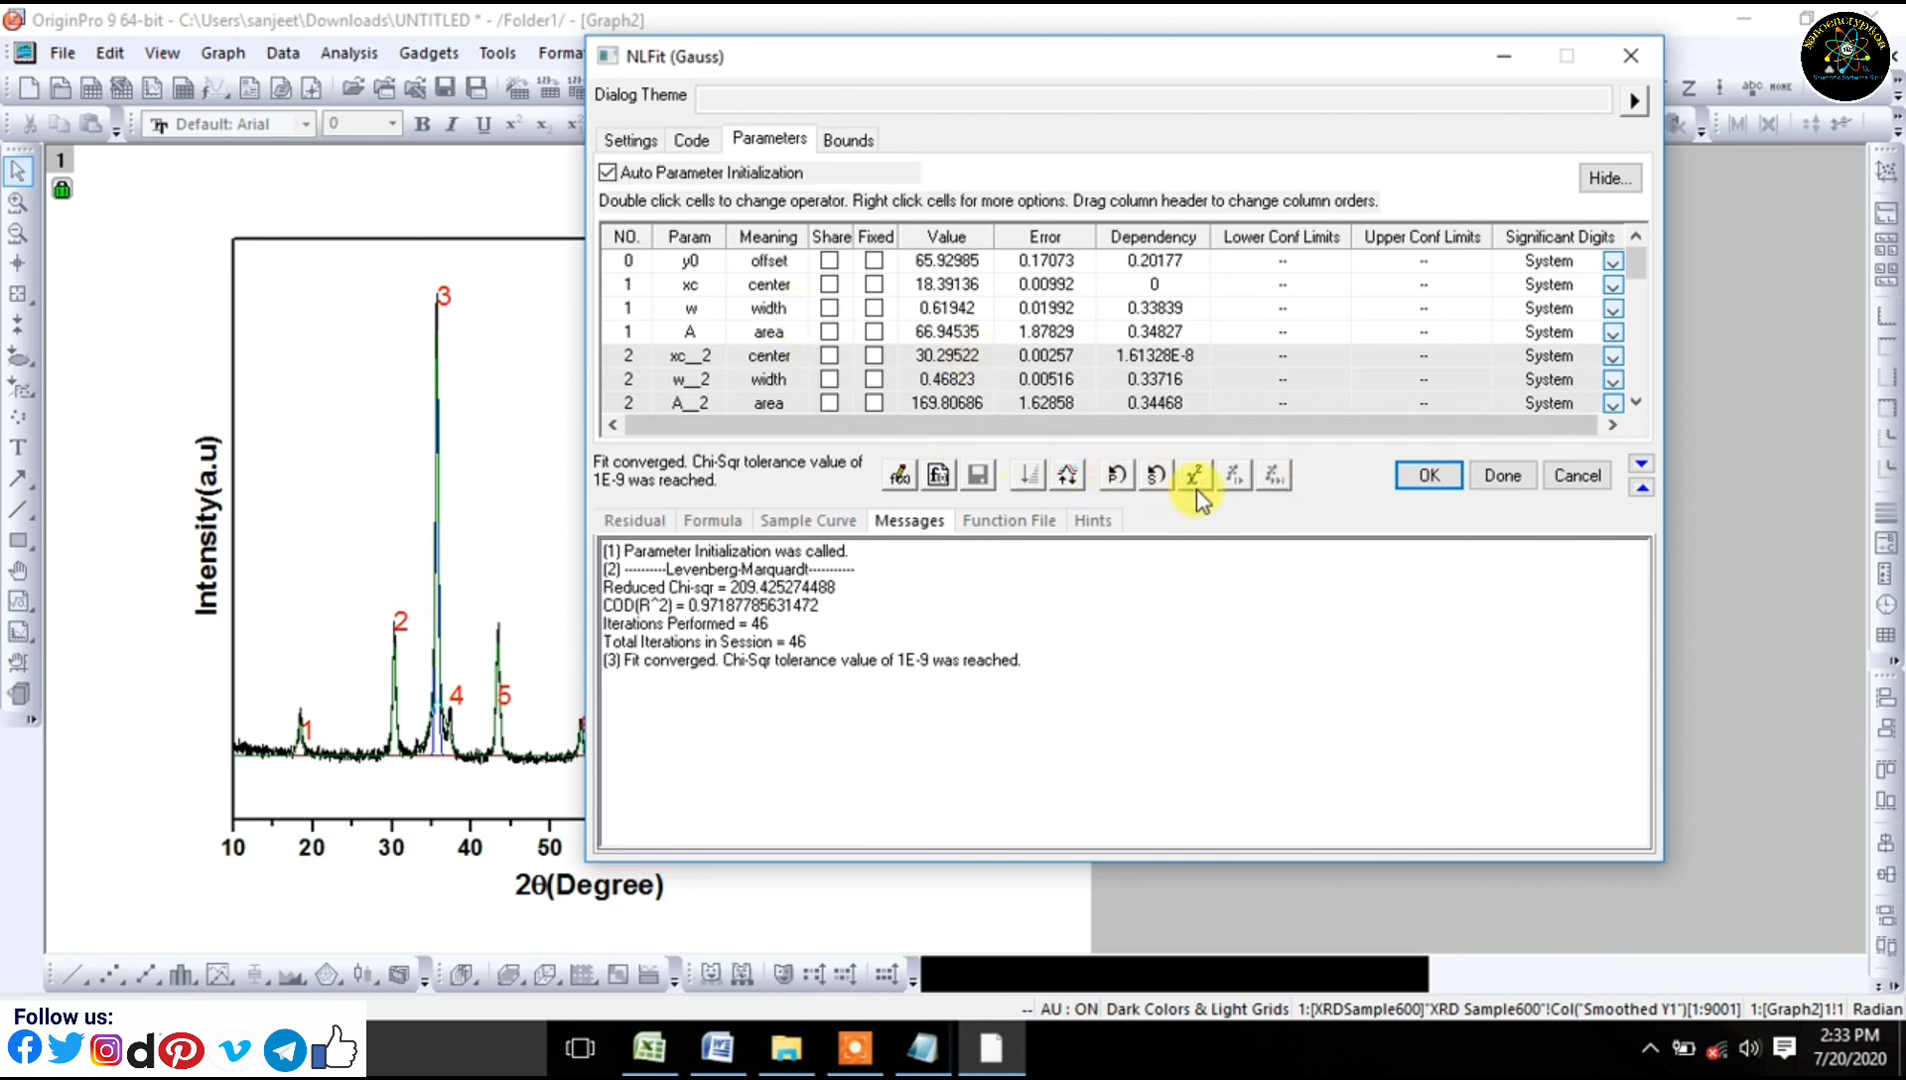 OriginPro 9 64-bit - C:\Users\sanjeet\Downloads\UNTITLED * - /Folder1/ - [Graph2]
File Edit View Graph Data Analysis Gadgets Tools Forma
Default: Arial 0 B I U
NLFit (Gauss)
Dialog Theme
Settings Code Parameters Bounds
Auto Parameter Initialization
Hide...
Double click cells to change operator. Right click cells for more options. Drag column header to change column orders.
NO. Param Meaning Share Fixed Value Error Dependency Lower Conf Limits Upper Conf Limits Significant Digits
0 y0 offset 65.92985 0.17073 0.20177 -- -- System
1 xc center 18.39136 0.00992 0 -- -- System
1 w width 0.61942 0.01992 0.33839 -- -- System
1 A area 66.94535 1.87829 0.34827 -- -- System
2 xc__2 center 30.29522 0.00257 1.61328E-8 -- -- System
2 w__2 width 0.46823 0.00516 0.33716 -- -- System
2 A__2 area 169.80686 1.62858 0.34468 -- -- System
Fit converged. Chi-Sqr tolerance value of
1E-9 was reached.
OK Done Cancel
Residual Formula Sample Curve Messages Function File Hints
(1) Parameter Initialization was called.
(2) ----------Levenberg-Marquardt-----------
Reduced Chi-sqr = 209.425274488
COD(R^2) = 0.97187785631472
Iterations Performed = 46
Total Iterations in Session = 46
(3) Fit converged. Chi-Sqr tolerance value of 1E-9 was reached.
1
3
2
4
5
1
Intensity(a.u)
10 20 30 40 50
2θ(Degree)
-- AU : ON Dark Colors & Light Grids 1:[XRDSample600]"XRD Sample600"!Col("Smoothed Y1")[1:9001] 1:[Graph2]1!1 Radian
Follow us:
2:33 PM
7/20/2020
Nanoencryption